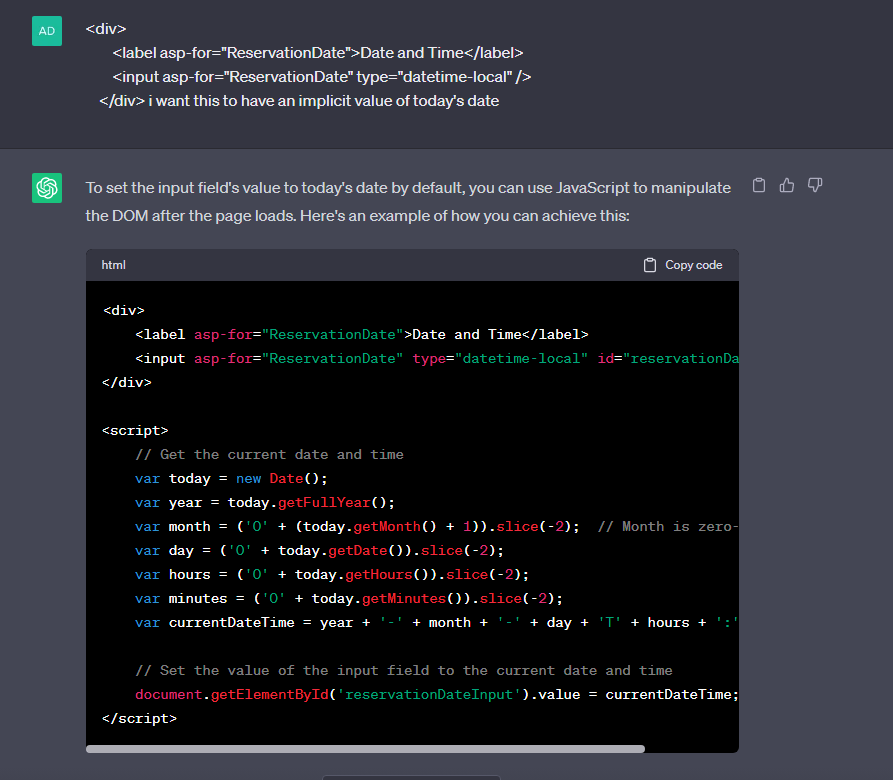 AD
<div>
<label asp-for="ReservationDate">Date and Time</label>
<input asp-for="ReservationDate" type="datetime-local" />
</div> i want this to have an implicit value of today's date
To set the input field's value to today's date by default, you can use JavaScript to manipulate
the DOM after the page loads. Here's an example of how you can achieve this:
html Copy code
<div>
    <label asp-for="ReservationDate">Date and Time</label>
    <input asp-for="ReservationDate" type="datetime-local" id="reservationDa
</div>
<script>
    // Get the current date and time
    var today = new Date();
    var year = today.getFullYear();
    var month = ('0' + (today.getMonth() + 1)).slice(-2);  // Month is zero-
    var day = ('0' + today.getDate()).slice(-2);
    var hours = ('0' + today.getHours()).slice(-2);
    var minutes = ('0' + today.getMinutes()).slice(-2);
    var currentDateTime = year + '-' + month + '-' + day + 'T' + hours + ':'
    // Set the value of the input field to the current date and time
    document.getElementById('reservationDateInput').value = currentDateTime;
</script>